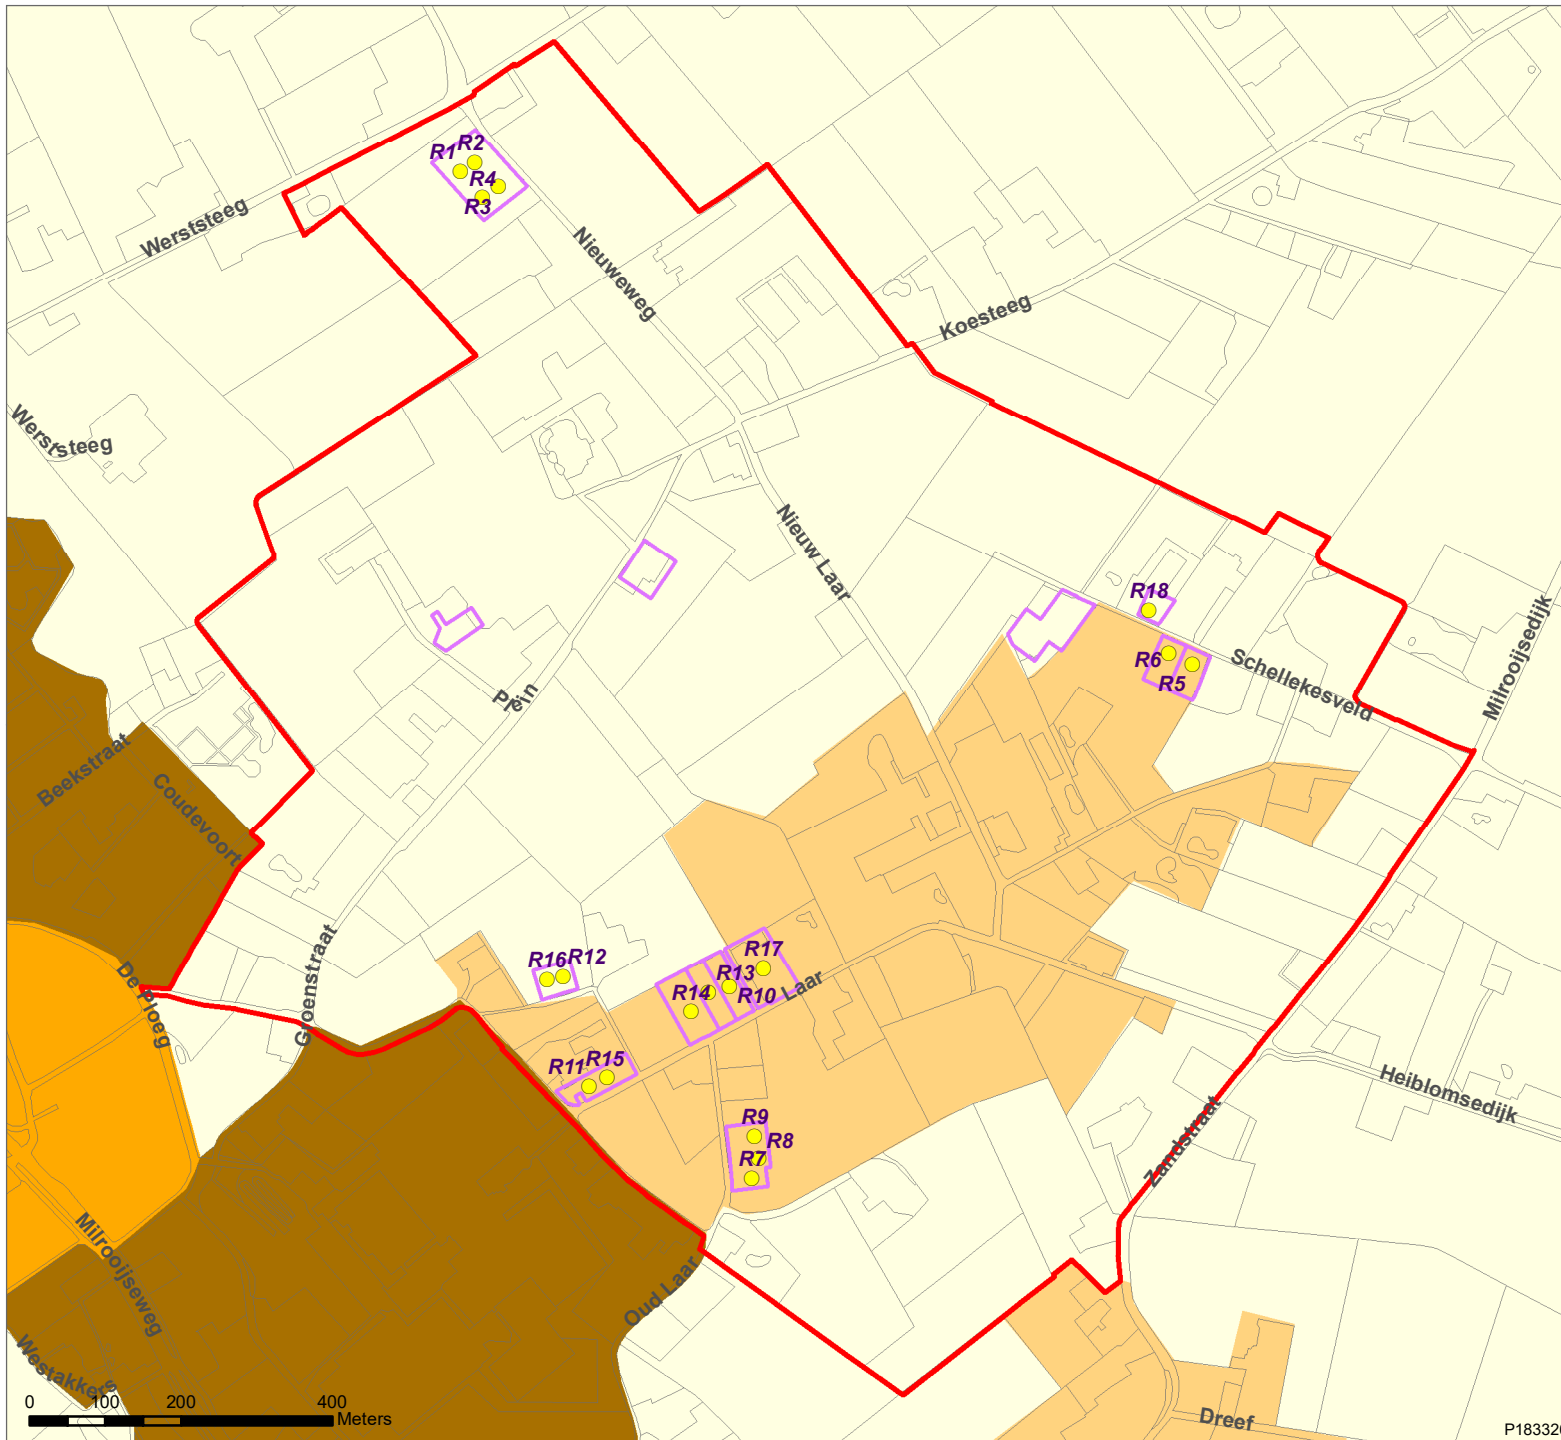 R1
R2
R4
R3
Werststeeg
Nieuweweg
Koesteeg
Werststeeg
Nieuw Laar
R18
R6
R5
Schellekesveld
Milrooijsedijk
Plein
Beekstraat
Coudevoort
De Ploeg
Groenstraat
R16
R12
R17
R13
R14
R10
Laar
R11
R15
R9
R8
R7
Heiblomsedijk
Zandstraat
Milrooijseweg
Oud Laar
Westakkers
Dreef
0 100 200 400
Meters